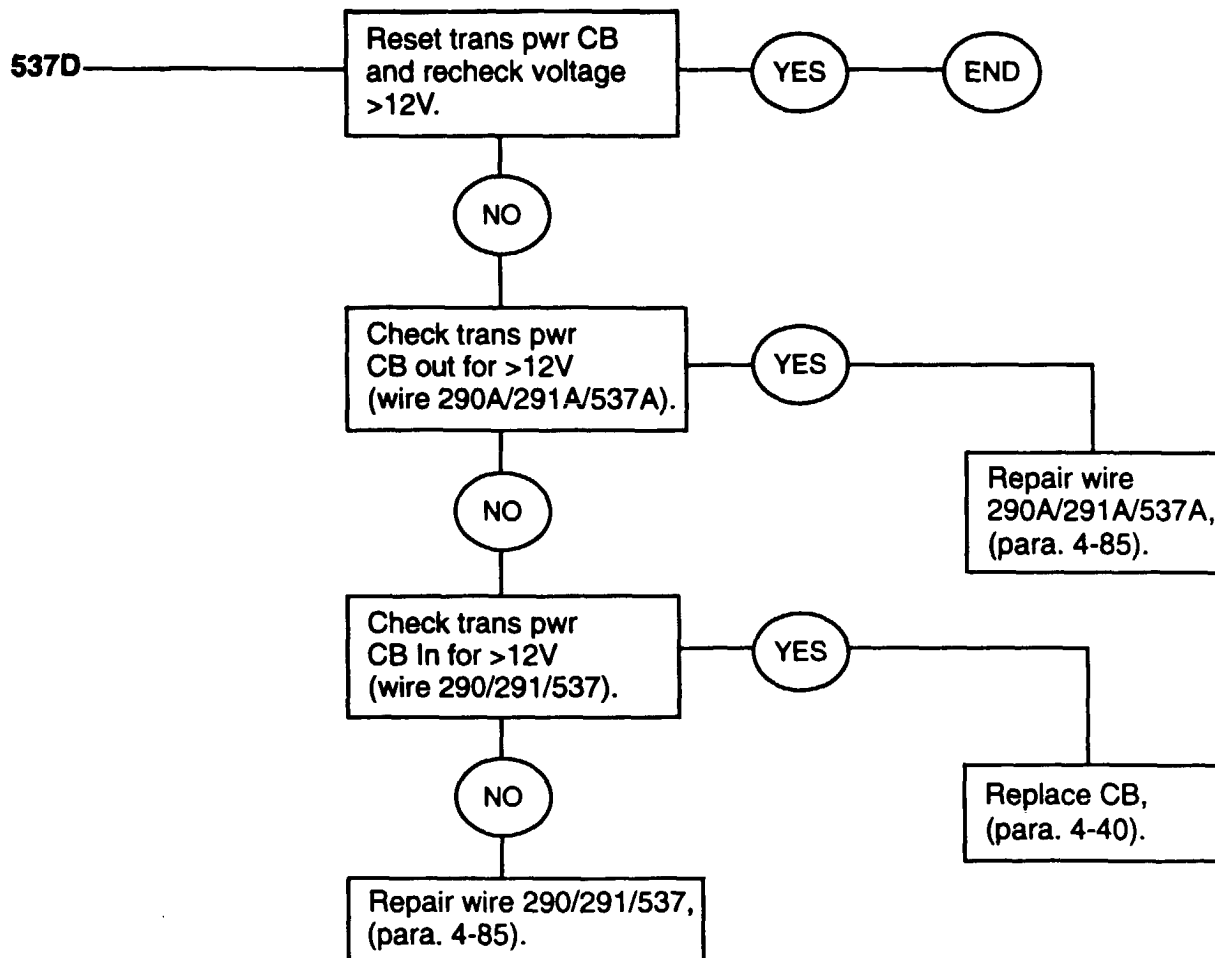 537D
Reset trans pwr CB
and recheck voltage
>12V.
YES
END
NO
Check trans pwr
CB out for >12V
(wire 290A/291A/537A).
YES
Repair wire
290A/291A/537A,
(para. 4-85).
NO
Check trans pwr
CB In for >12V
(wire 290/291/537).
YES
Replace CB,
(para. 4-40).
NO
Repair wire 290/291/537,
(para. 4-85).